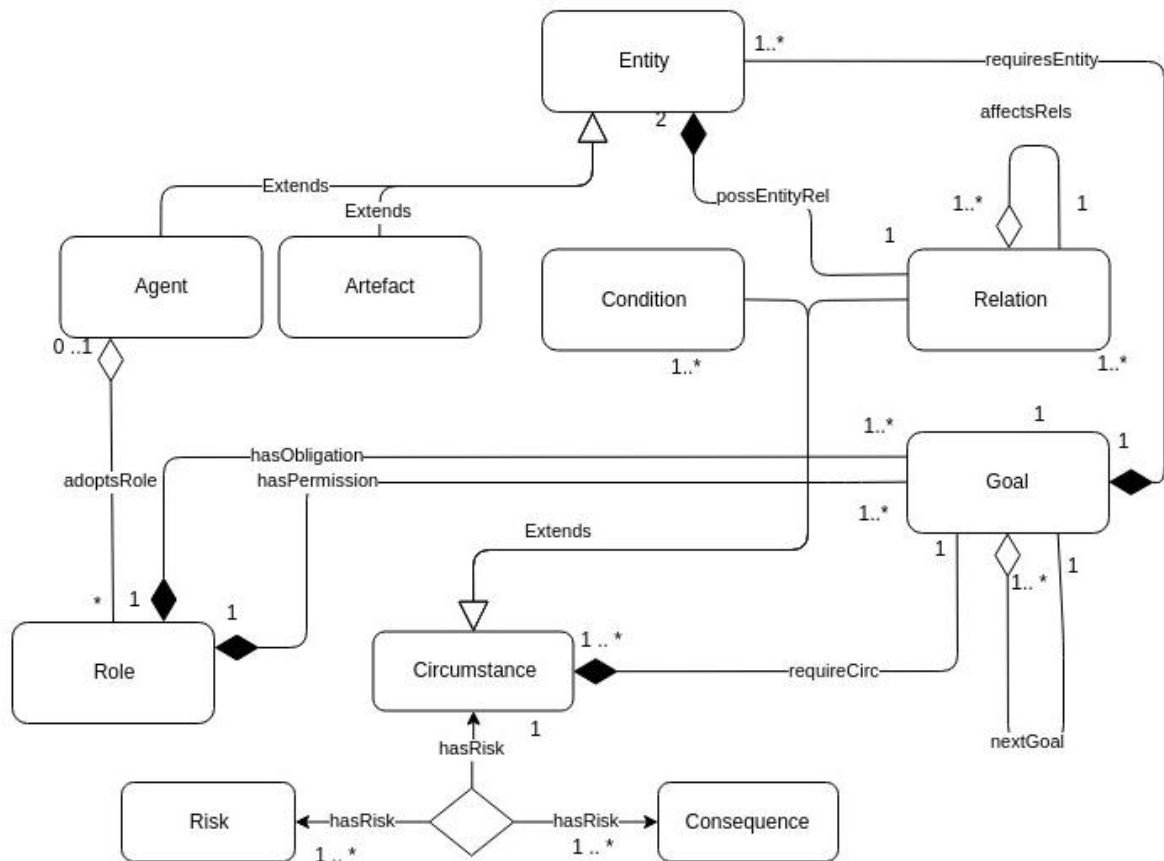 1..*
Entity
requiresEntity
2
affectsRels
Extends
possEntityRel
Extends
1..*
1
1
Agent
Artefact
Condition
Relation
0 ..1
1..*
1..*
1
1..*
1
hasObligation
adoptsRole
hasPermission
Goal
1..*
Extends
1
1
1.. *
*
1
1
1 .. *
Role
Circumstance
requireCirc
1
nextGoal
hasRisk
Risk
hasRisk
hasRisk
Consequence
1 .. *
1 .. *